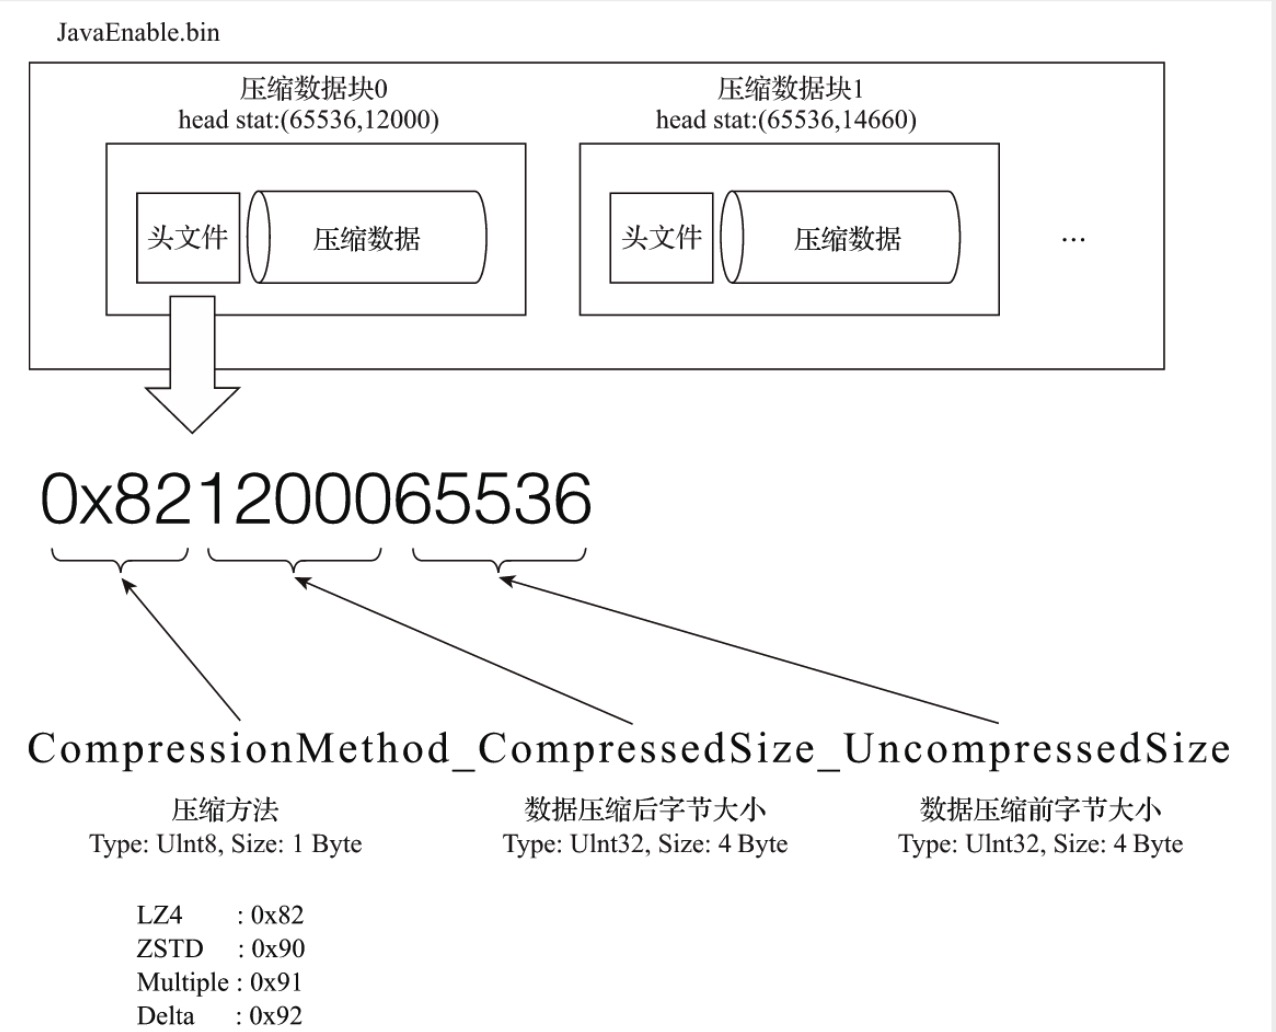 JavaEnable.bin
压缩数据块0
head stat:(65536,12000)
压缩数据块1
head stat:(65536,14660)
头文件
压缩数据
头文件
压缩数据
...
0x821200065536
CompressionMethod_CompressedSize_UncompressedSize
压缩方法
Type: Ulnt8, Size: 1 Byte
数据压缩后字节大小
Type: Ulnt32, Size: 4 Byte
数据压缩前字节大小
Type: Ulnt32, Size: 4 Byte
LZ4 : 0x82
ZSTD : 0x90
Multiple : 0x91
Delta : 0x92